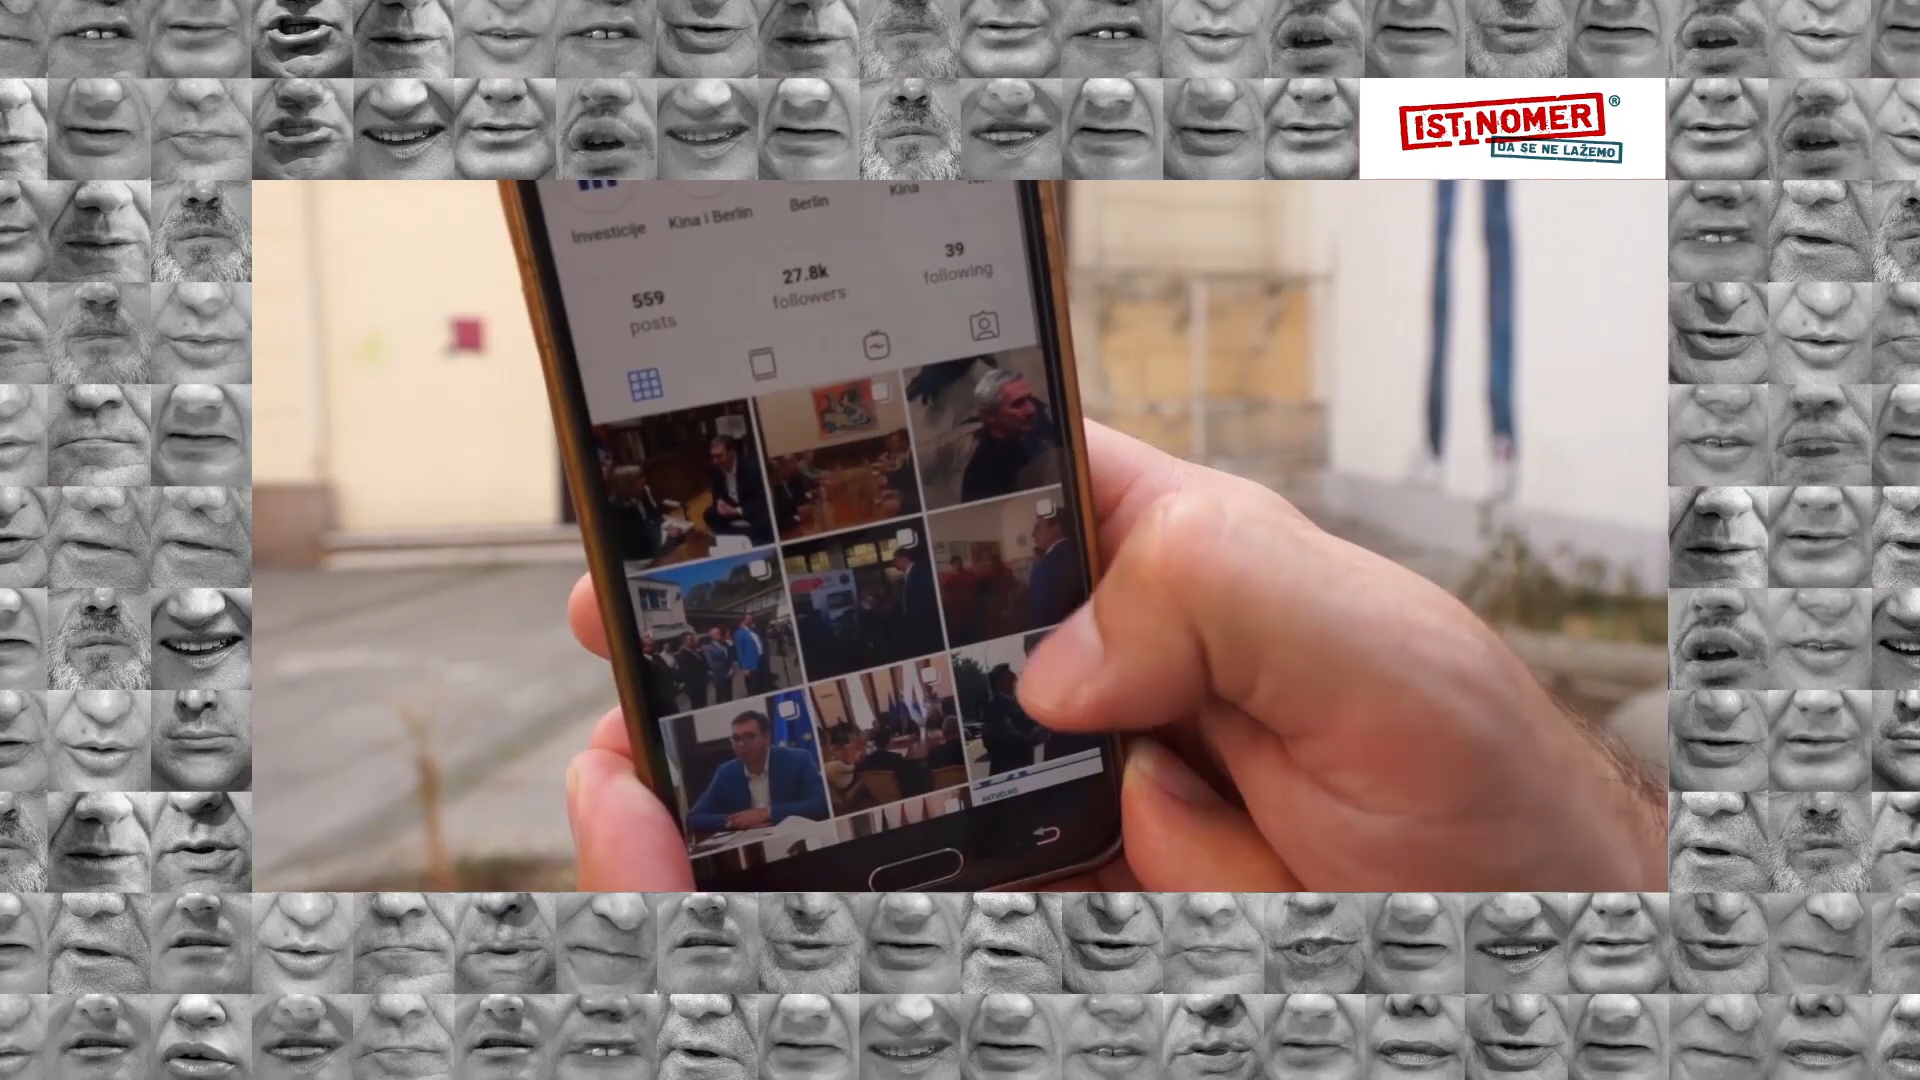 ISTINOMER ®
DA SE NE LAŽEMO
Investicije
Kina i Berlin
Berlin
Kina
559
posts
27.8k
followers
39
following
AKTUELNO